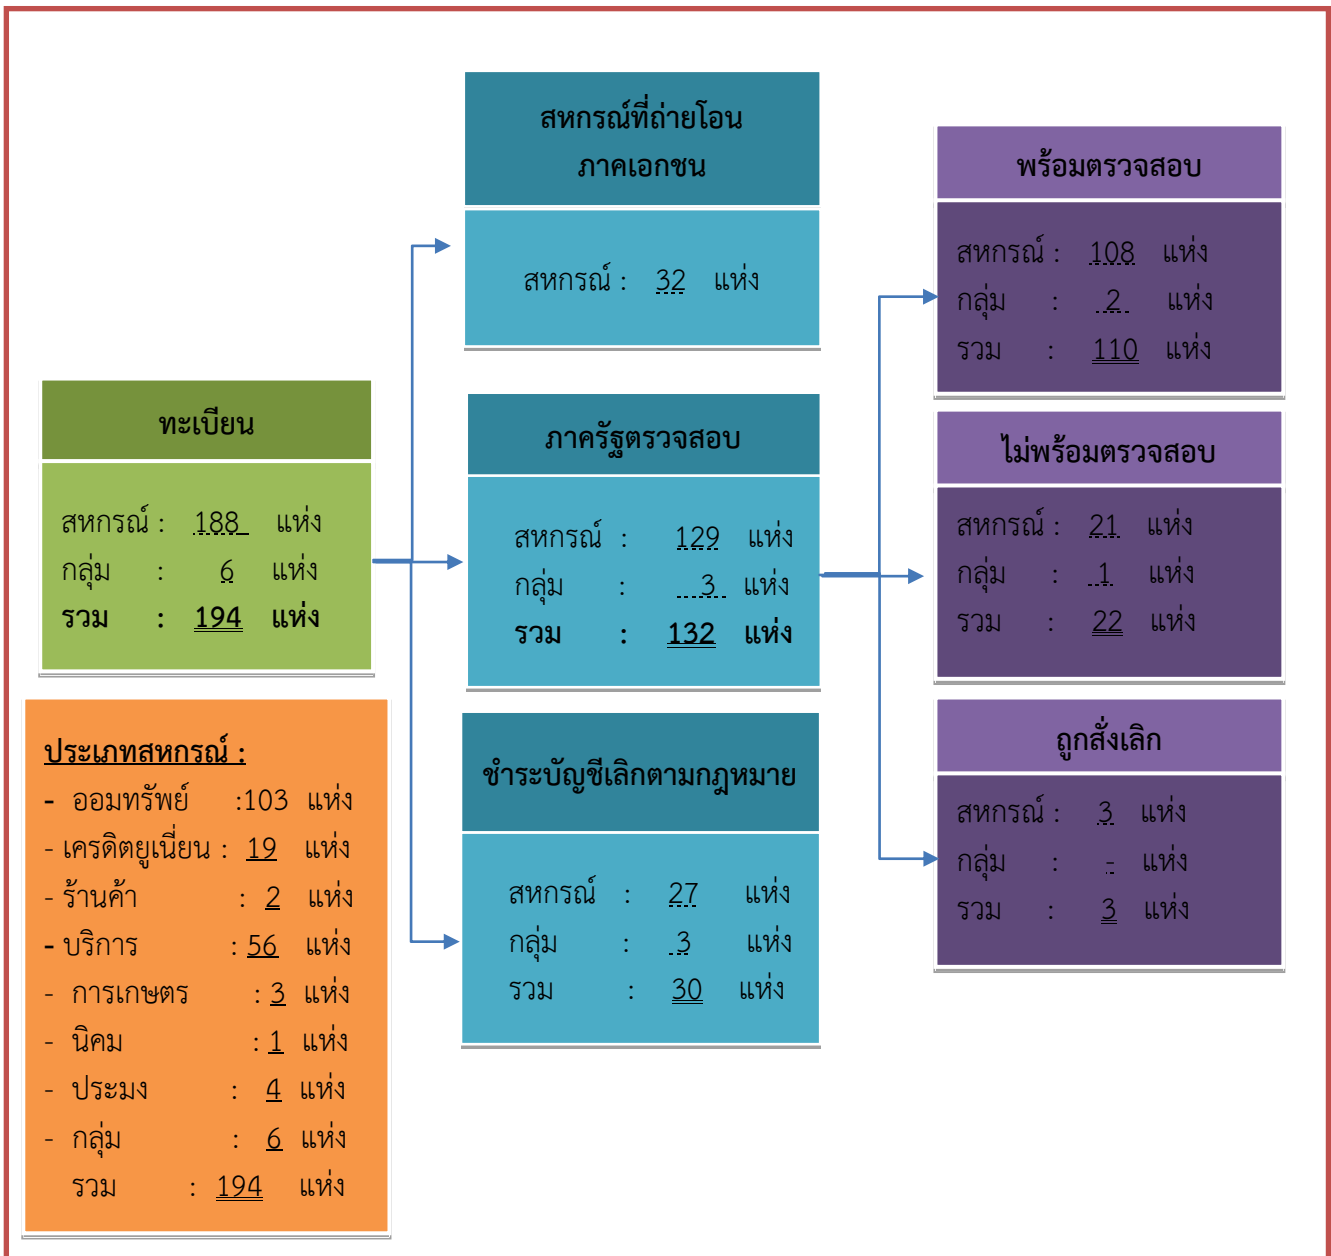 สหกรณ์ที่ถ่ายโอน
ภาคเอกชน
สหกรณ์ : 32 แห่ง
พร้อมตรวจสอบ
สหกรณ์ : 108 แห่ง
กลุ่ม : 2 แห่ง
รวม : 110 แห่ง
ทะเบียน
สหกรณ์ : 188 แห่ง
กลุ่ม : 6 แห่ง
รวม : 194 แห่ง
ภาครัฐตรวจสอบ
สหกรณ์ : 129 แห่ง
กลุ่ม : 3 แห่ง
รวม : 132 แห่ง
ไม่พร้อมตรวจสอบ
สหกรณ์ : 21 แห่ง
กลุ่ม : 1 แห่ง
รวม : 22 แห่ง
ประเภทสหกรณ์ :
- ออมทรัพย์ :103 แห่ง
- เครดิตยูเนี่ยน : 19 แห่ง
- ร้านค้า : 2 แห่ง
- บริการ : 56 แห่ง
- การเกษตร : 3 แห่ง
- นิคม : 1 แห่ง
- ประมง : 4 แห่ง
- กลุ่ม : 6 แห่ง
รวม : 194 แห่ง
ชำระบัญชีเลิกตามกฎหมาย
สหกรณ์ : 27 แห่ง
กลุ่ม : 3 แห่ง
รวม : 30 แห่ง
ถูกสั่งเลิก
สหกรณ์ : 3 แห่ง
กลุ่ม : - แห่ง
รวม : 3 แห่ง